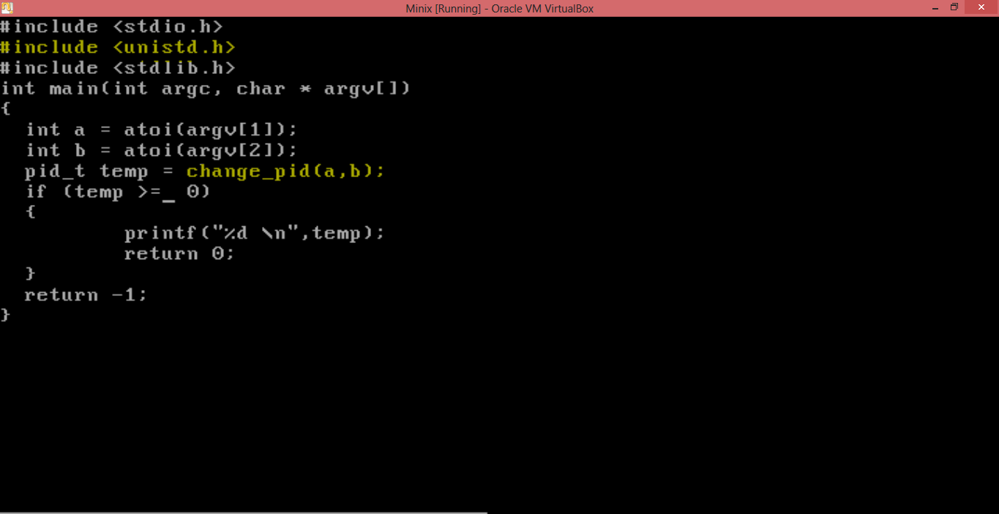 Minix [Running] - Oracle VM VirtualBox
#include <stdio.h>
#include <unistd.h>
#include <stdlib.h>
int main(int argc, char * argv[])
{
  int a = atoi(argv[1]);
  int b = atoi(argv[2]);
  pid_t temp = change_pid(a,b);
  if (temp >=_ 0)
  {
          printf("%d \n",temp);
          return 0;
  }
  return -1;
}